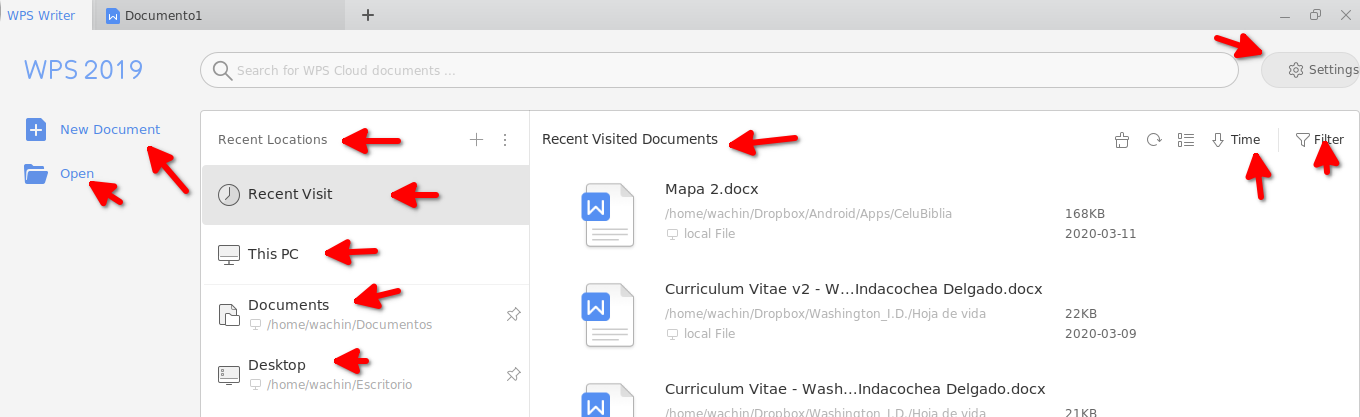 WPS Writer
Documento1
WPS 2019
Search for WPS Cloud documents ...
Settings
New Document
Open
Recent Locations
Recent Visit
This PC
Documents
/home/wachin/Documentos
Desktop
/home/wachin/Escritorio
Recent Visited Documents
Time
Filter
Mapa 2.docx
/home/wachin/Dropbox/Android/Apps/CeluBiblia
168KB
local File
2020-03-11
Curriculum Vitae v2 - W...Indacochea Delgado.docx
/home/wachin/Dropbox/Washington_I.D./Hoja de vida
22KB
local File
2020-03-09
Curriculum Vitae - Wash...Indacochea Delgado.docx
/home/wachin/Dropbox/Washington_I.D./Hoja de vida
21KB